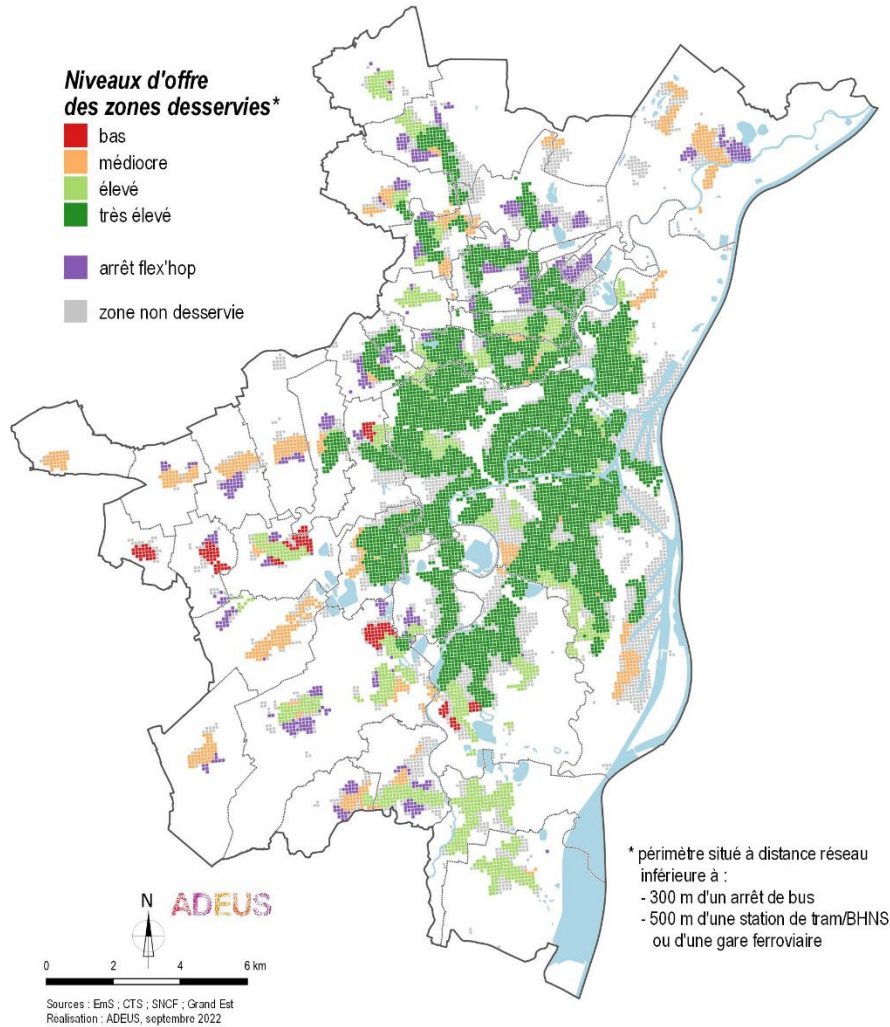 Niveaux d'offre
des zones desservies*
bas
médiocre
élevé
très élevé
arrêt flex'hop
zone non desservie
* périmètre situé à distance réseau
inférieure à :
- 300 m d'un arrêt de bus
- 500 m d'une station de tram/BHNS
ou d'une gare ferroviaire
N
ADEUS
0 2 4 6 km
Sources : EmS ; CTS ; SNCF ; Grand Est
Réalisation : ADEUS, septembre 2022